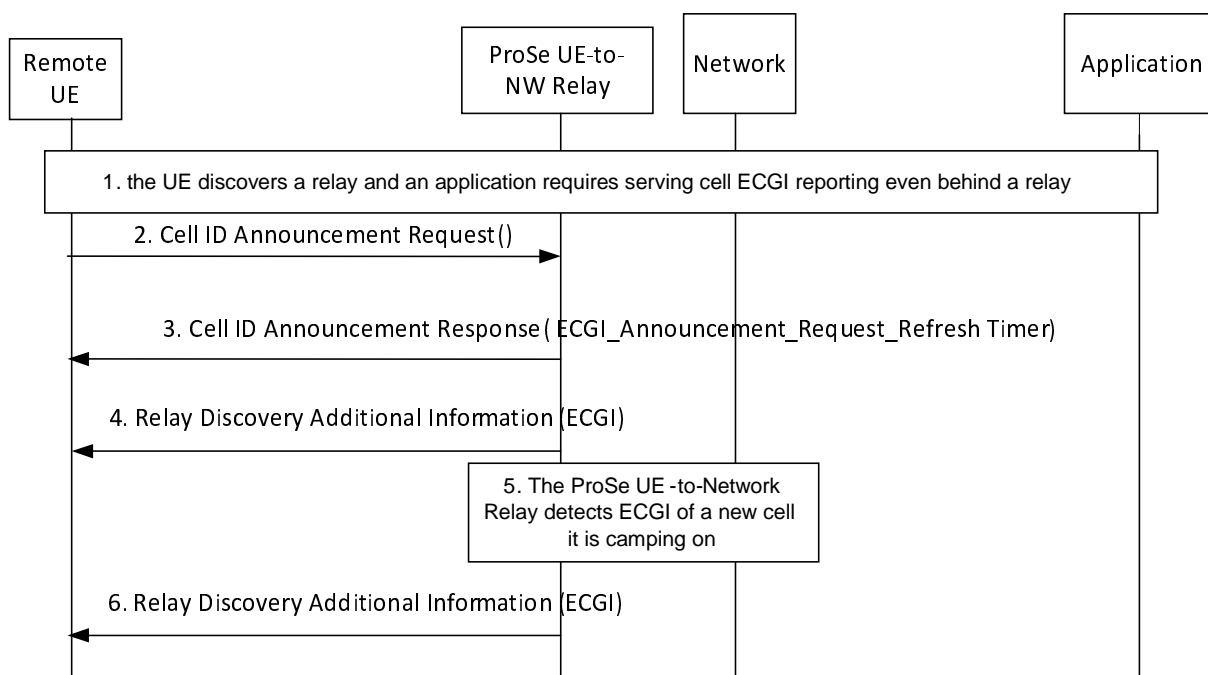 Remote
UE
ProSe UE-to-
NW Relay
Network
Application
1. the UE discovers a relay and an application requires serving cell ECGI reporting even behind a relay
2. Cell ID Announcement Request()
3. Cell ID Announcement Response( ECGI_Announcement_Request_Refresh Timer)
4. Relay Discovery Additional Information (ECGI)
5. The ProSe UE -to-Network
Relay detects ECGI of a new cell
it is camping on
6. Relay Discovery Additional Information (ECGI)